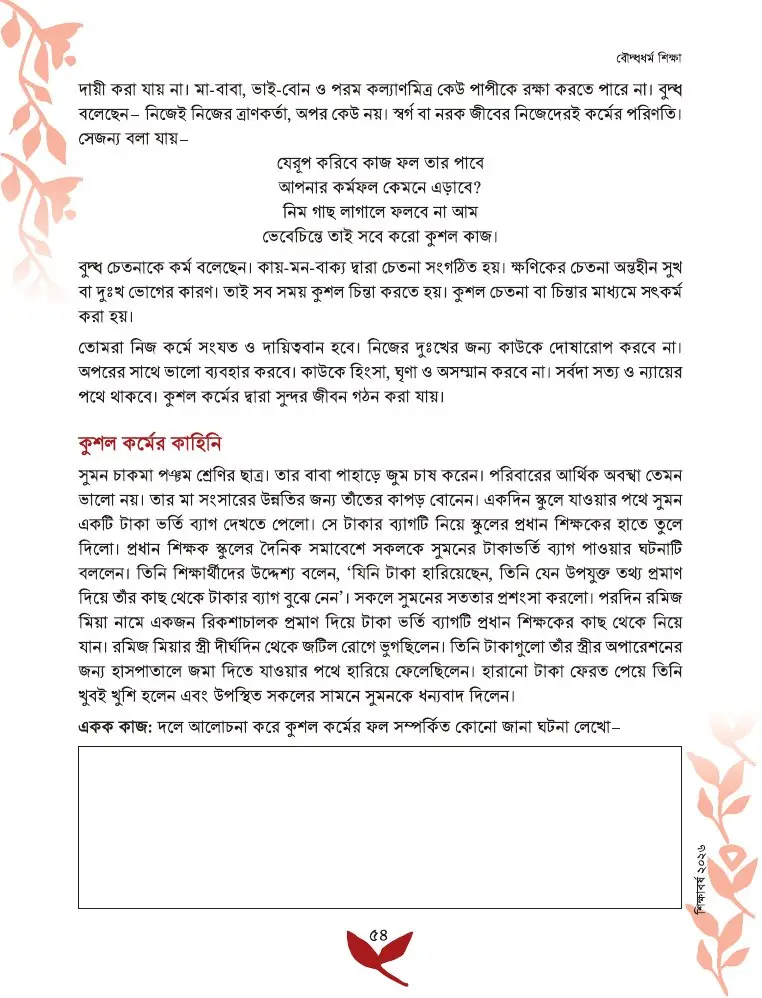 বৌদ্ধধর্ম শিক্ষা
দায়ী করা যায় না। মা-বাবা, ভাই-বোন ও পরম কল্যাণমিত্র কেউ পাপীকে রক্ষা করতে পারে না। বুদ্ধ
বলেছেন– নিজেই নিজের ত্রাণকর্তা, অপর কেউ নয়। স্বর্গ বা নরক জীবের নিজেদেরই কর্মের পরিণতি।
সেজন্য বলা যায়–
যেরূপ করিবে কাজ ফল তার পাবে
আপনার কর্মফল কেমনে এড়াবে?
নিম গাছ লাগালে ফলবে না আম
ভেবেচিন্তে তাই সবে করো কুশল কাজ।
বুদ্ধ চেতনাকে কর্ম বলেছেন। কায়-মন-বাক্য দ্বারা চেতনা সংগঠিত হয়। ক্ষণিকের চেতনা অন্তহীন সুখ
বা দুঃখ ভোগের কারণ। তাই সব সময় কুশল চিন্তা করতে হয়। কুশল চেতনা বা চিন্তার মাধ্যমে সৎকর্ম
করা হয়।
তোমরা নিজ কর্মে সংযত ও দায়িত্ববান হবে। নিজের দুঃখের জন্য কাউকে দোষারোপ করবে না।
অপরের সাথে ভালো ব্যবহার করবে। কাউকে হিংসা, ঘৃণা ও অসম্মান করবে না। সর্বদা সত্য ও ন্যায়ের
পথে থাকবে। কুশল কর্মের দ্বারা সুন্দর জীবন গঠন করা যায়।
কুশল কর্মের কাহিনি
সুমন চাকমা পঞ্চম শ্রেণির ছাত্র। তার বাবা পাহাড়ে জুম চাষ করেন। পরিবারের আর্থিক অবস্থা তেমন
ভালো নয়। তার মা সংসারের উন্নতির জন্য তাঁতের কাপড় বোনেন। একদিন স্কুলে যাওয়ার পথে সুমন
একটি টাকা ভর্তি ব্যাগ দেখতে পেলো। সে টাকার ব্যাগটি নিয়ে স্কুলের প্রধান শিক্ষকের হাতে তুলে
দিলো। প্রধান শিক্ষক স্কুলের দৈনিক সমাবেশে সকলকে সুমনের টাকাভর্তি ব্যাগ পাওয়ার ঘটনাটি
বললেন। তিনি শিক্ষার্থীদের উদ্দেশ্য বলেন, ‘যিনি টাকা হারিয়েছেন, তিনি যেন উপযুক্ত তথ্য প্রমাণ
দিয়ে তাঁর কাছ থেকে টাকার ব্যাগ বুঝে নেন’। সকলে সুমনের সততার প্রশংসা করলো। পরদিন রমিজ
মিয়া নামে একজন রিকশাচালক প্রমাণ দিয়ে টাকা ভর্তি ব্যাগটি প্রধান শিক্ষকের কাছ থেকে নিয়ে
যান। রমিজ মিয়ার স্ত্রী দীর্ঘদিন থেকে জটিল রোগে ভুগছিলেন। তিনি টাকাগুলো তাঁর স্ত্রীর অপারেশনের
জন্য হাসপাতালে জমা দিতে যাওয়ার পথে হারিয়ে ফেলেছিলেন। হারানো টাকা ফেরত পেয়ে তিনি
খুবই খুশি হলেন এবং উপস্থিত সকলের সামনে সুমনকে ধন্যবাদ দিলেন।
একক কাজ: দলে আলোচনা করে কুশল কর্মের ফল সম্পর্কিত কোনো জানা ঘটনা লেখো–
শিক্ষাবর্ষ ২০২৬
৫৪